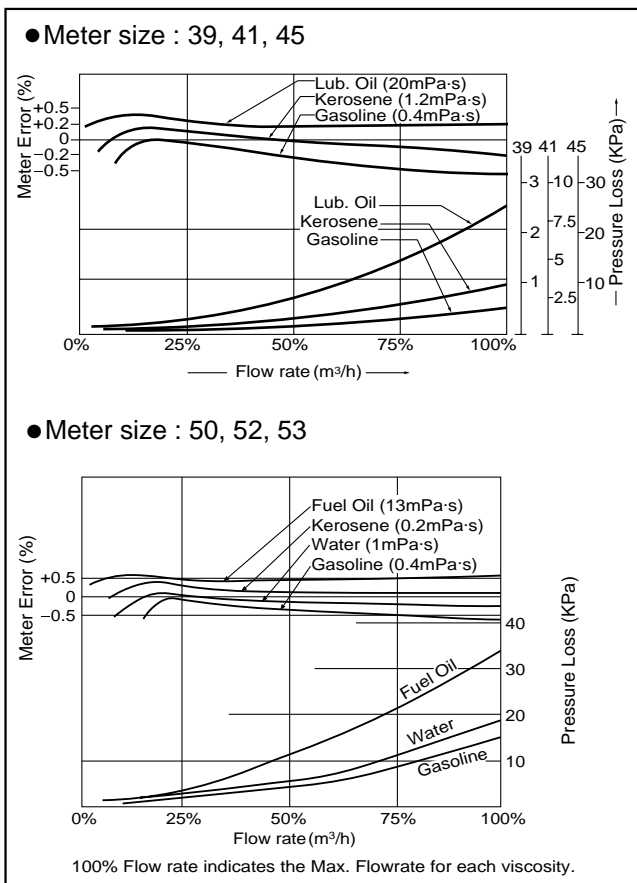 ●Meter size : 39, 41, 45
Meter Error (%)
+0.5
+0.2
0
−0.2
−0.5
Lub. Oil (20mPa·s)
Kerosene (1.2mPa·s)
Gasoline (0.4mPa·s)
Lub. Oil
Kerosene
Gasoline
39 41 45
3 10 30
7.5
2 20
5
1 10
2.5
Pressure Loss (KPa)
0% 25% 50% 75% 100%
Flow rate (m³/h)
●Meter size : 50, 52, 53
Meter Error (%)
+0.5
0
−0.5
Fuel Oil (13mPa·s)
Kerosene (0.2mPa·s)
Water (1mPa·s)
Gasoline (0.4mPa·s)
40
30
20
10
Pressure Loss (KPa)
Fuel Oil
Water
Gasoline
0% 25% 50% 75% 100%
Flow rate (m³/h)
100% Flow rate indicates the Max. Flowrate for each viscosity.